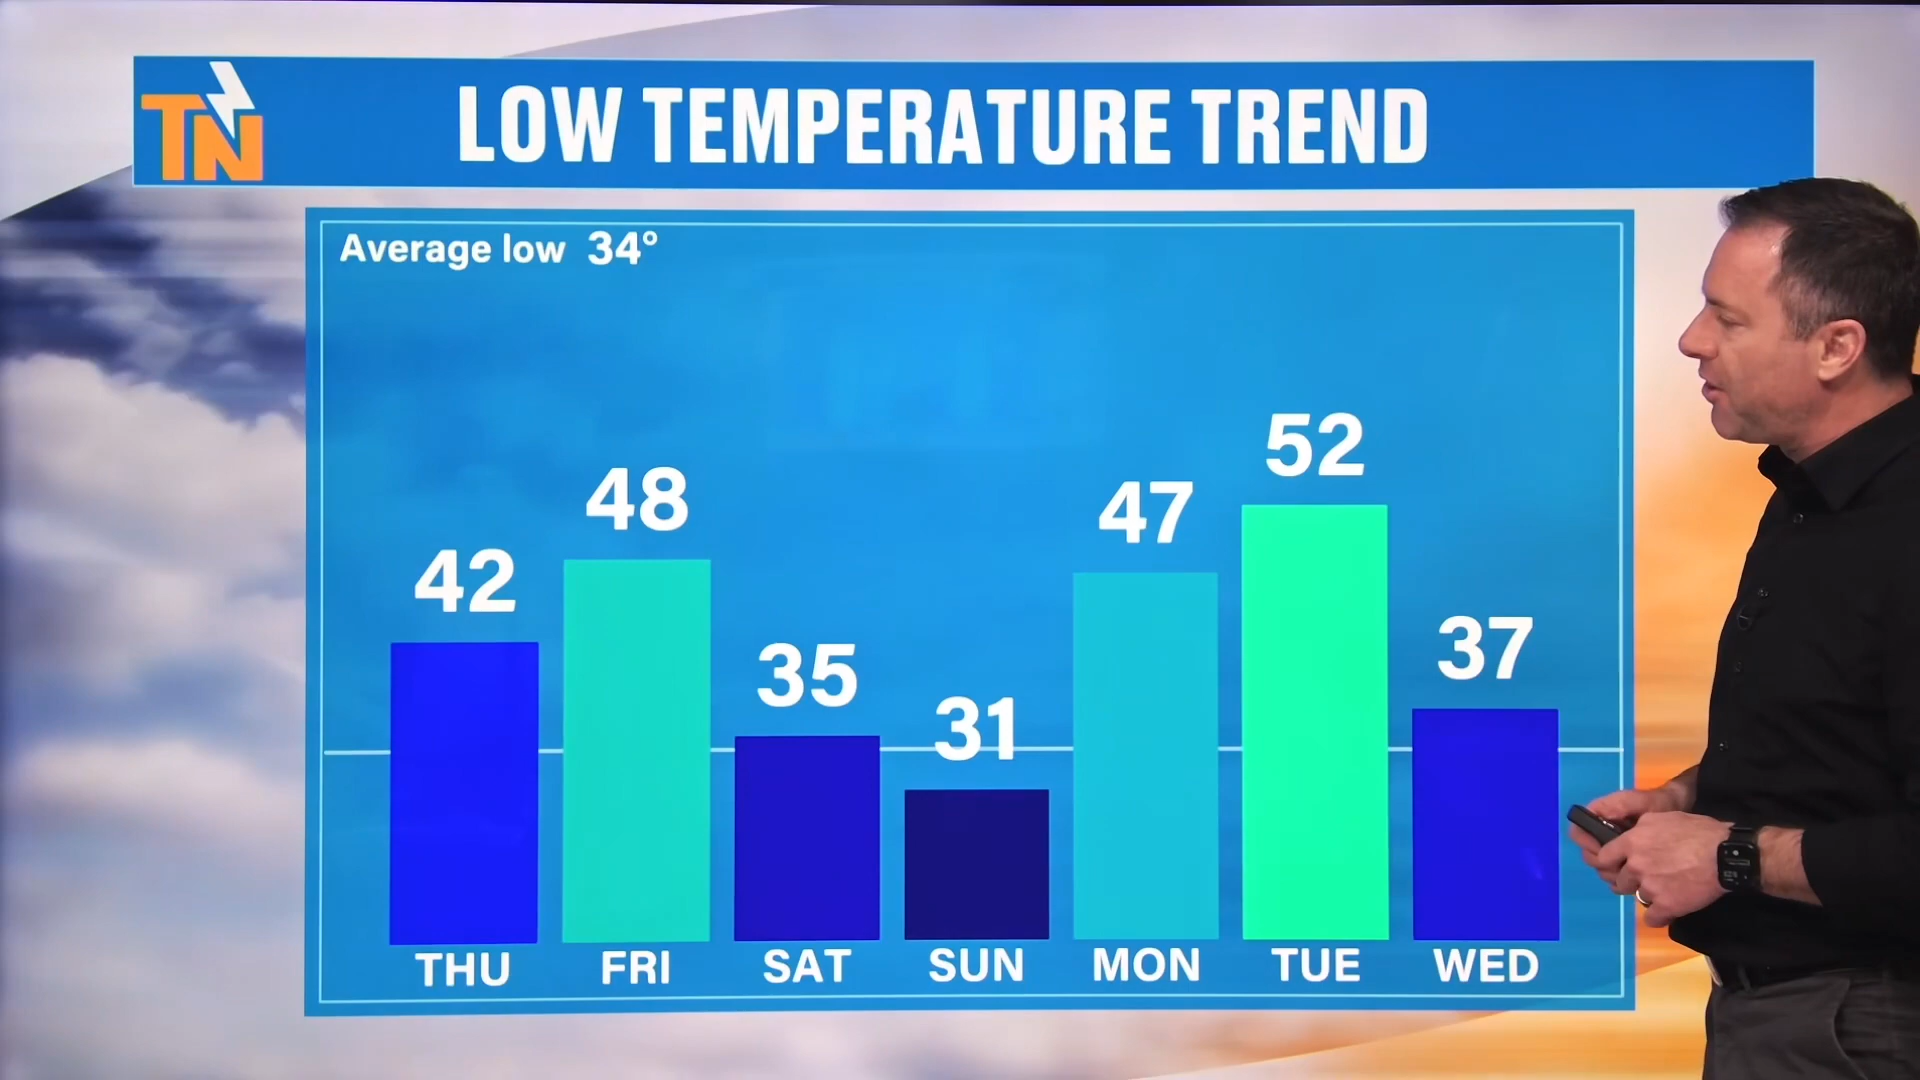 TN
LOW TEMPERATURE TREND
Average low 34°
42 48 35 31 47 52 37
THU FRI SAT SUN MON TUE WED